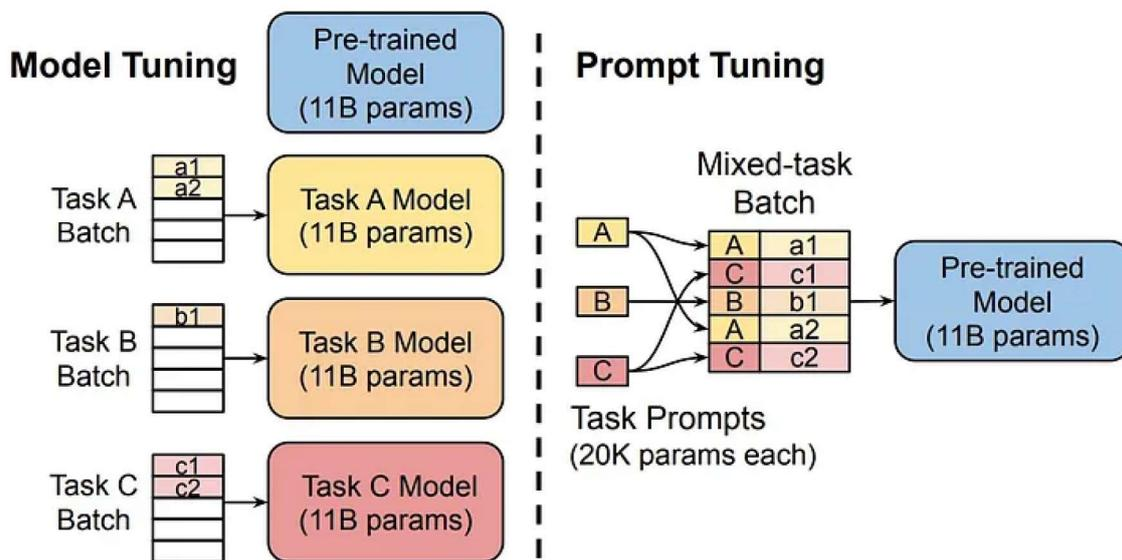 Model Tuning
Pre-trained
Model
(11B params)
Task A
Batch
a1
a2
Task A Model
(11B params)
Task B
Batch
b1
Task B Model
(11B params)
Task C
Batch
c1
c2
Task C Model
(11B params)
Prompt Tuning
Mixed-task
Batch
A
B
C
A a1
C c1
B b1
A a2
C c2
Task Prompts
(20K params each)
Pre-trained
Model
(11B params)